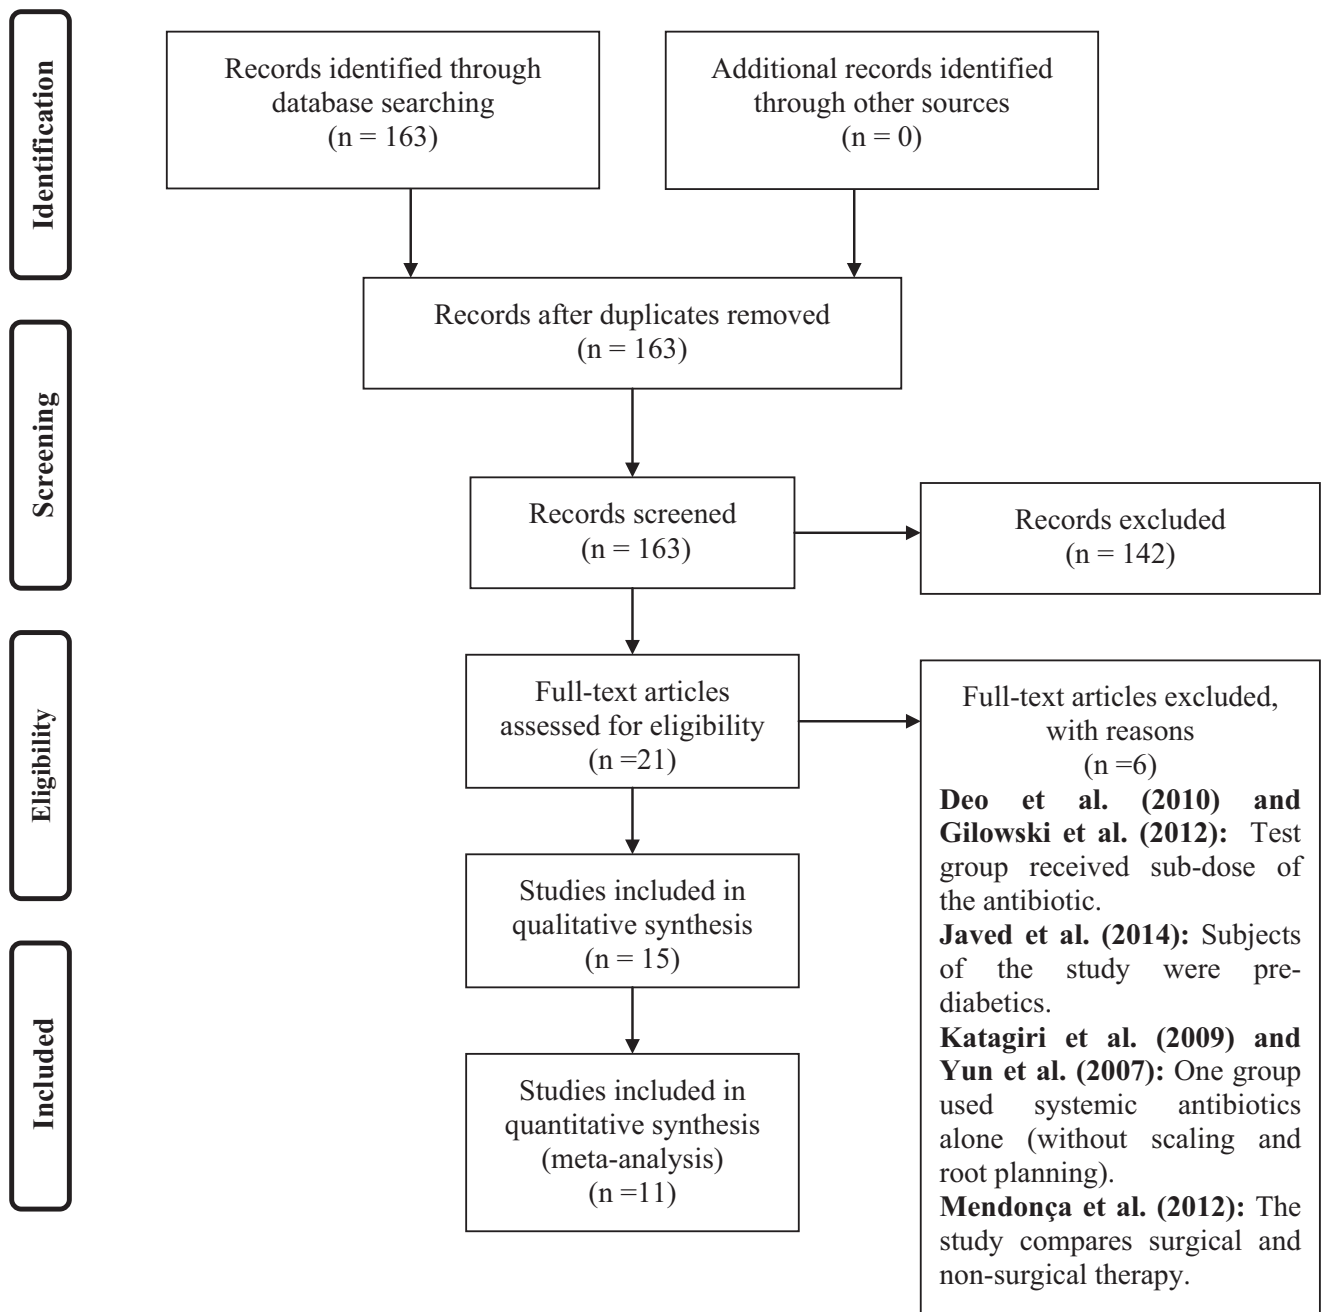 Identification
Records identified through
database searching
(n = 163)
Additional records identified
through other sources
(n = 0)
Records after duplicates removed
(n = 163)
Screening
Records screened
(n = 163)
Records excluded
(n = 142)
Eligibility
Full-text articles
assessed for eligibility
(n =21)
Full-text articles excluded,
with reasons
(n =6)
Deo et al. (2010) and
Gilowski et al. (2012): Test
group received sub-dose of
the antibiotic.
Javed et al. (2014): Subjects
of the study were pre-
diabetics.
Katagiri et al. (2009) and
Yun et al. (2007): One group
used systemic antibiotics
alone (without scaling and
root planning).
Mendonça et al. (2012): The
study compares surgical and
non-surgical therapy.
Studies included in
qualitative synthesis
(n = 15)
Included
Studies included in
quantitative synthesis
(meta-analysis)
(n =11)